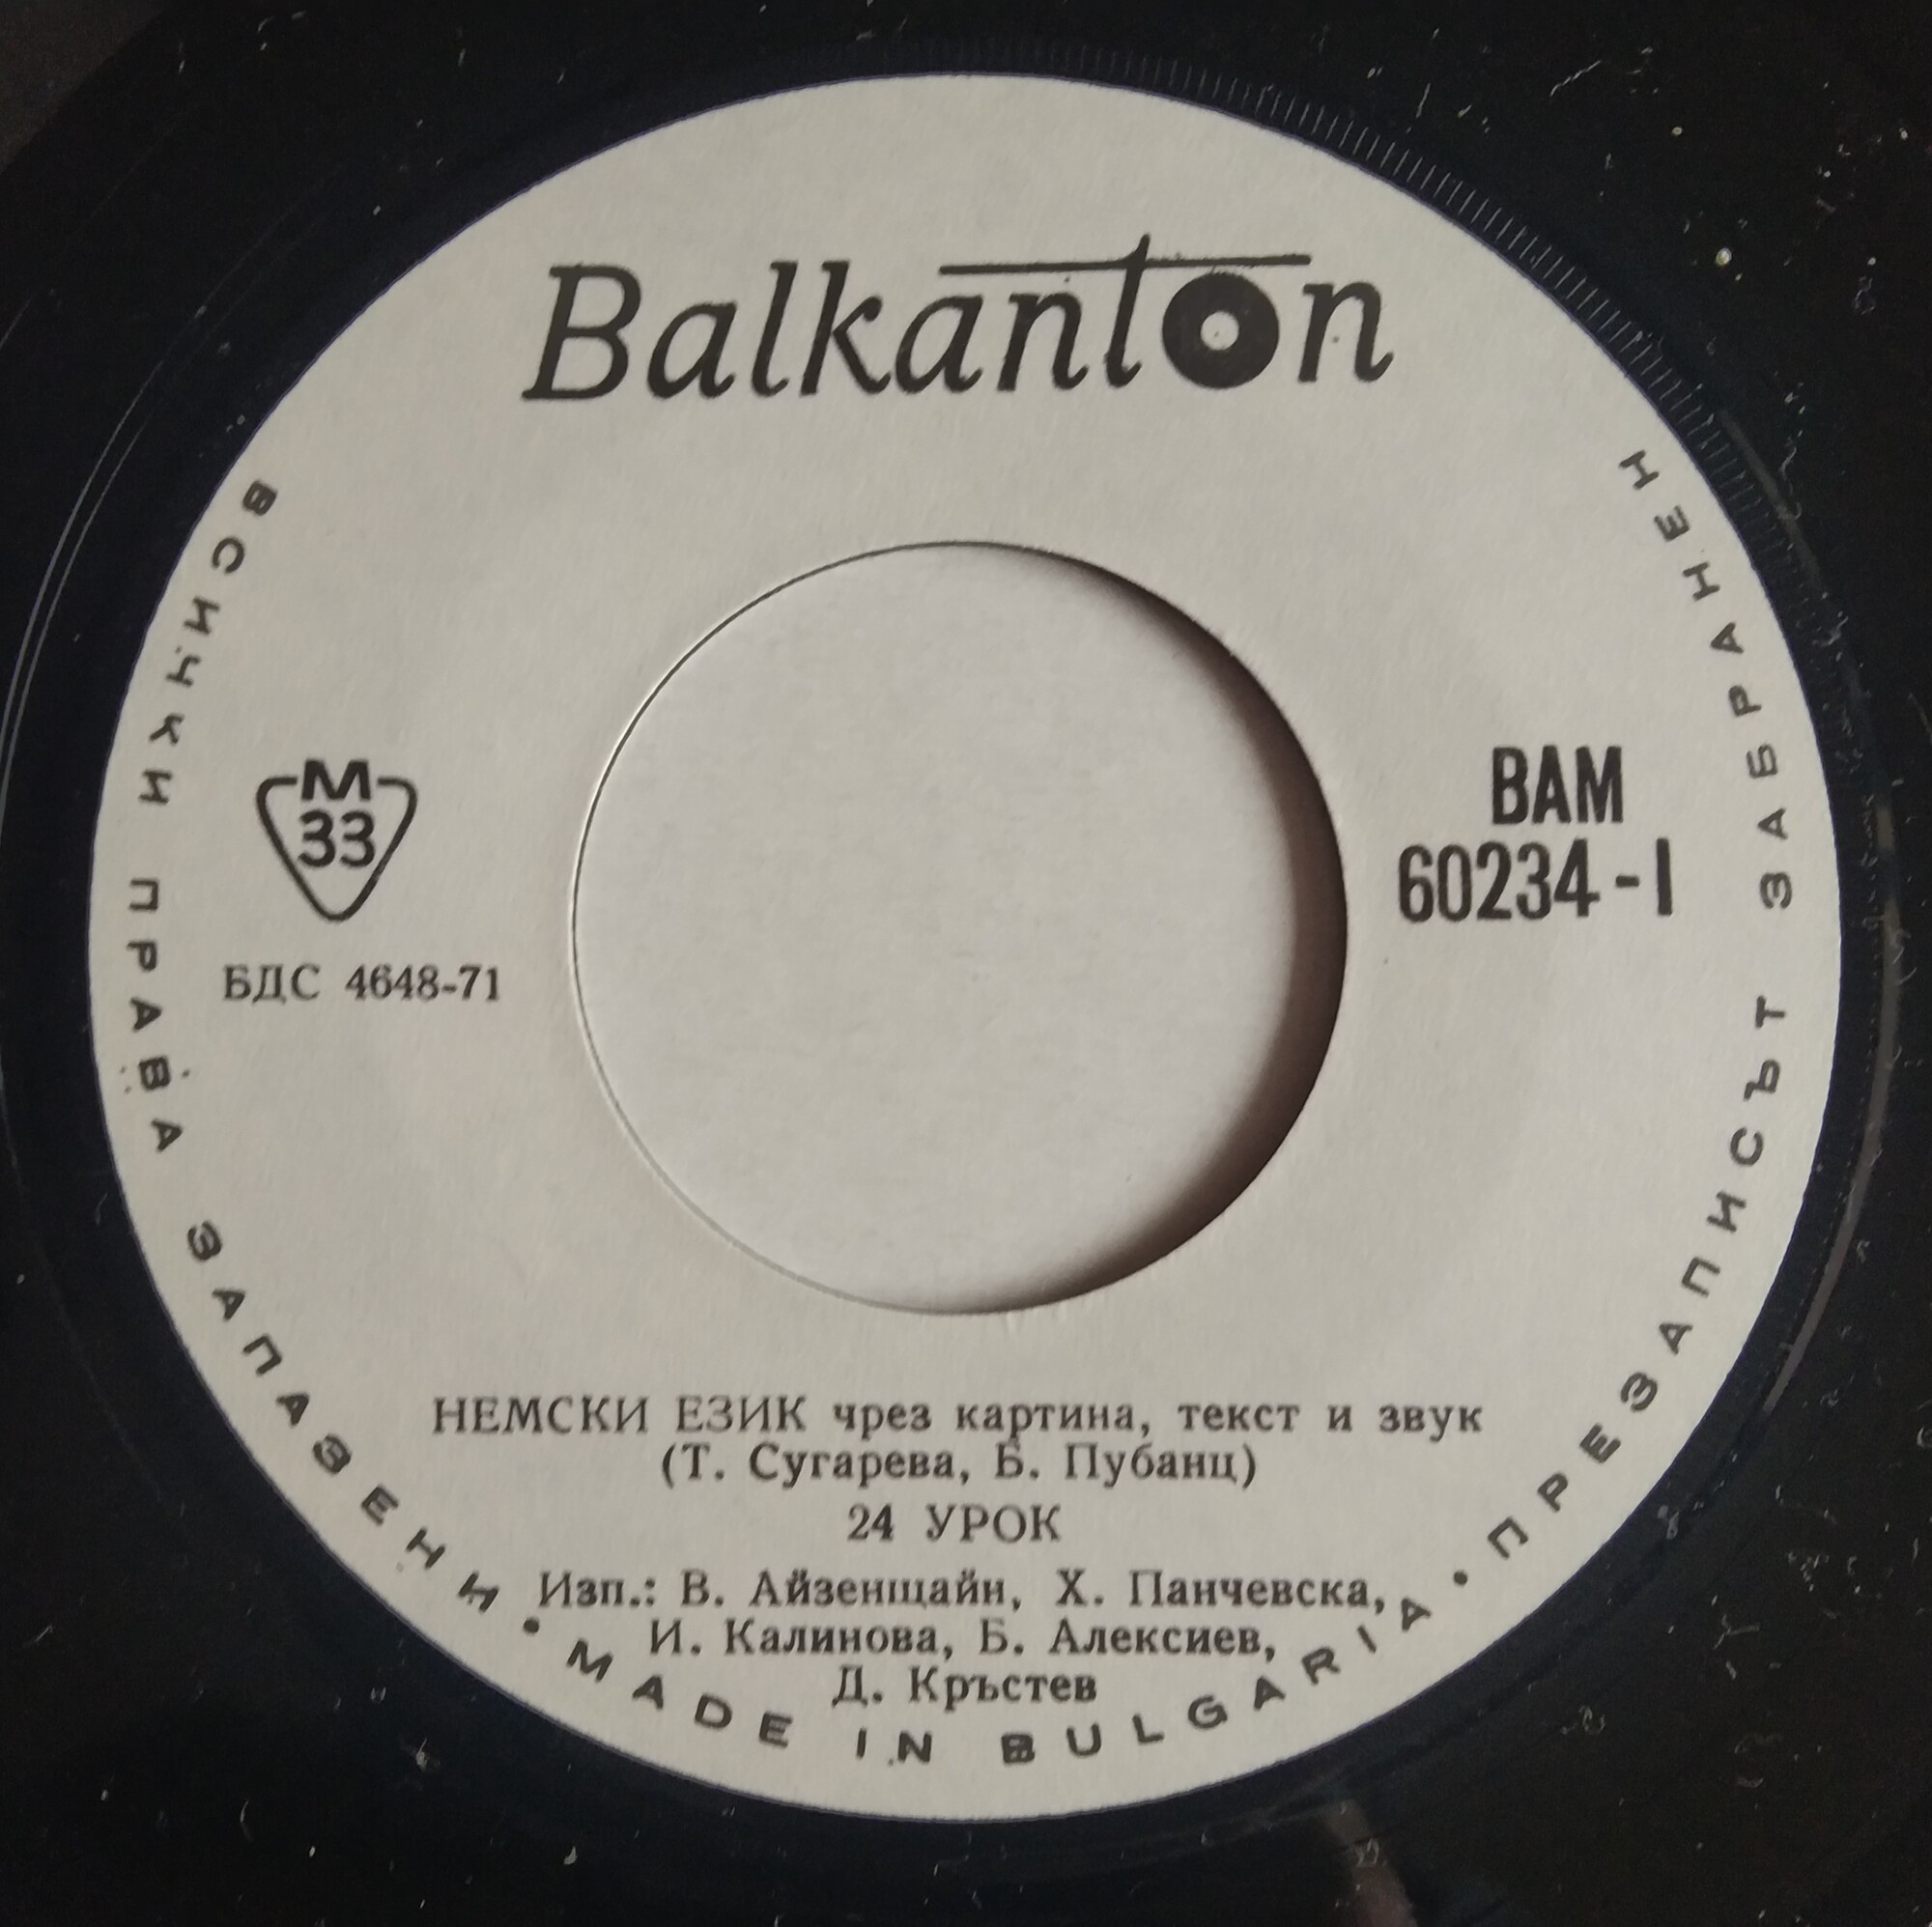 Balkanton
M
33
БДС 4648-71
ВАМ
60234-I
НЕМСКИ ЕЗИК чрез картина, текст и звук
(Т. Сугарева, Б. Пубанц)
24 УРОК
Изп.: В. Айзенщайн, Х. Панчевска,
И. Калинова, Б. Алексиев,
Д. Кръстев
ВСИЧКИ ПРАВА ЗАПАЗЕНИ • MADE IN BULGARIA • ПРЕЗАПИСЪТ ЗАБРАНЕН